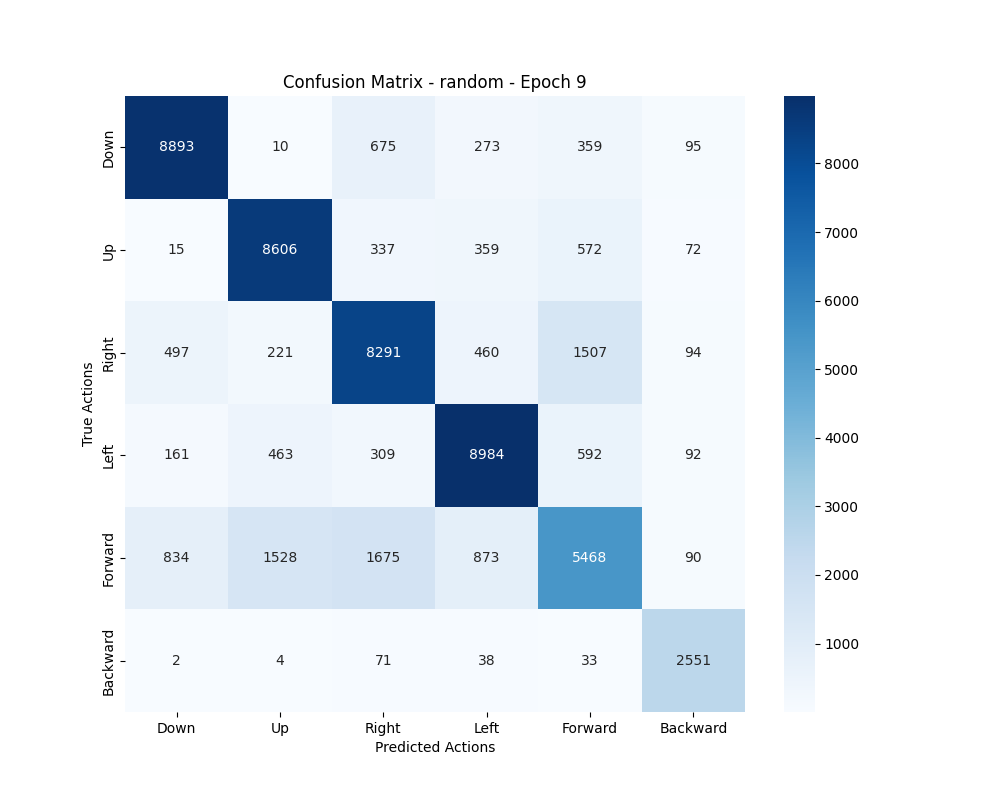 Confusion Matrix - random - Epoch 9
True Actions
Down 8893 10 675 273 359 95
Up 15 8606 337 359 572 72
Right 497 221 8291 460 1507 94
Left 161 463 309 8984 592 92
Forward 834 1528 1675 873 5468 90
Backward 2 4 71 38 33 2551
Down Up Right Left Forward Backward
Predicted Actions
8000
7000
6000
5000
4000
3000
2000
1000